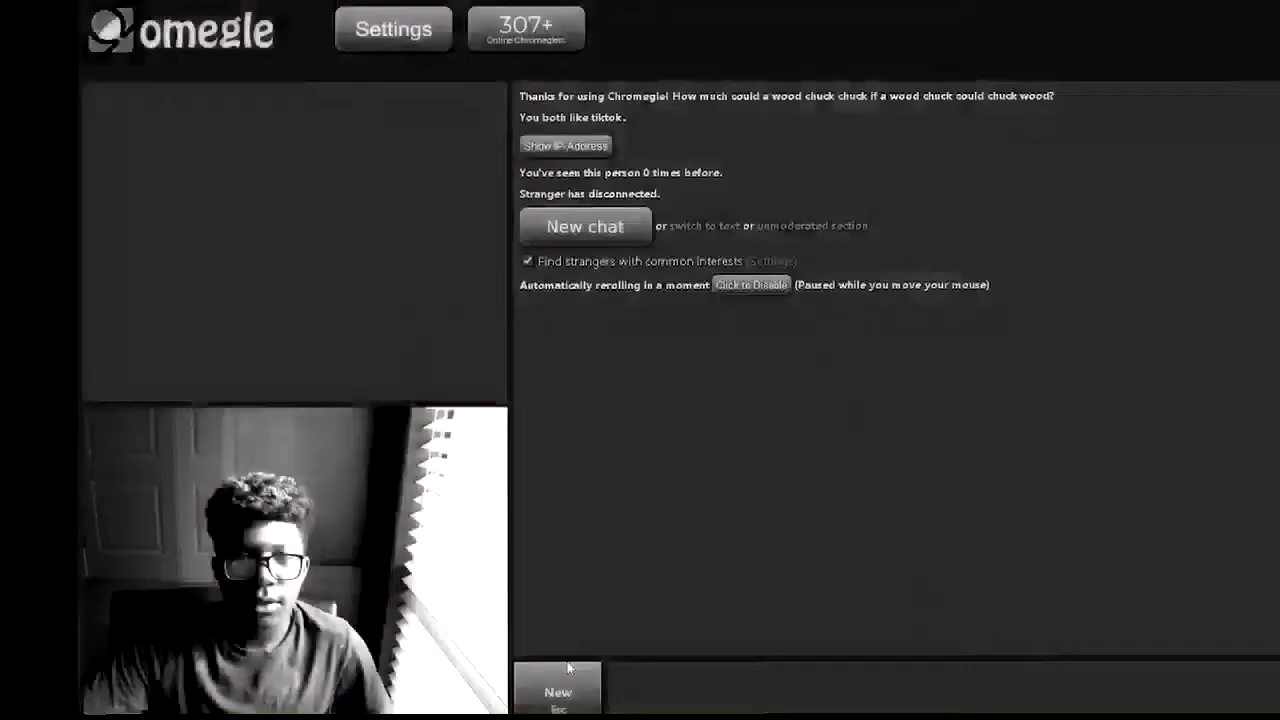 omegle
Settings
307+
Online Chromeglers
Thanks for using Chromegle! How much could a wood chuck chuck if a wood chuck could chuck wood?
You both like tiktok.
Show IP Address
You've seen this person 0 times before.
Stranger has disconnected.
New chat or switch to text or unmoderated section
Find strangers with common interests (Settings)
Automatically rerolling in a moment Click to Disable (Paused while you move your mouse)
New
Esc